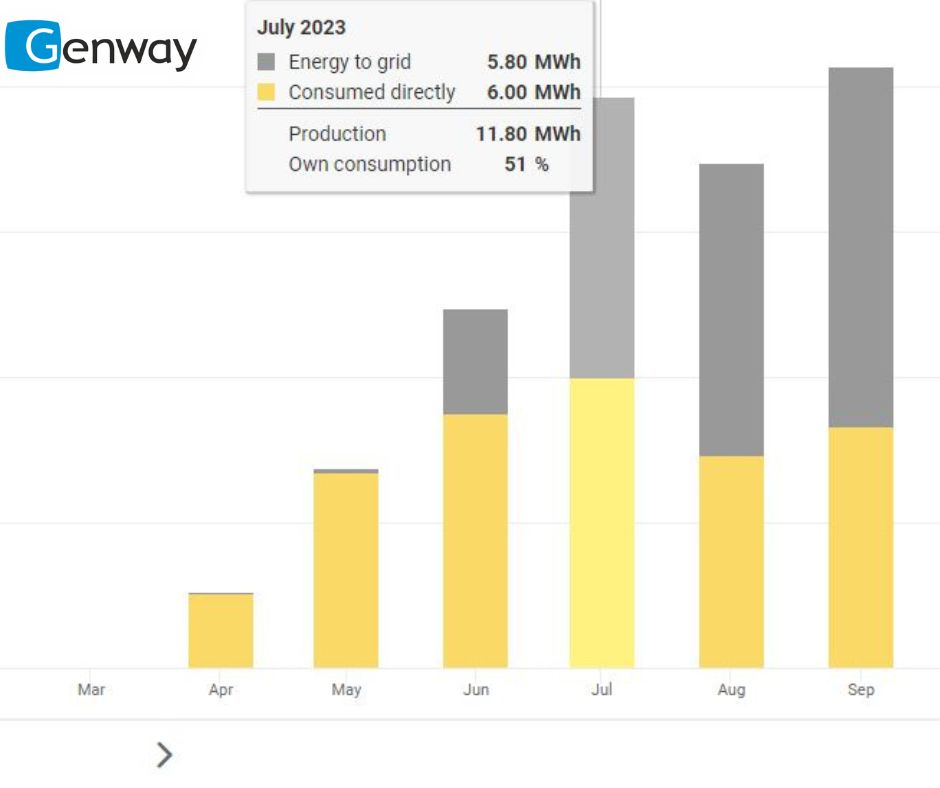 Genway
July 2023
Energy to grid 5.80 MWh
Consumed directly 6.00 MWh
Production 11.80 MWh
Own consumption 51 %
Mar Apr May Jun Jul Aug Sep